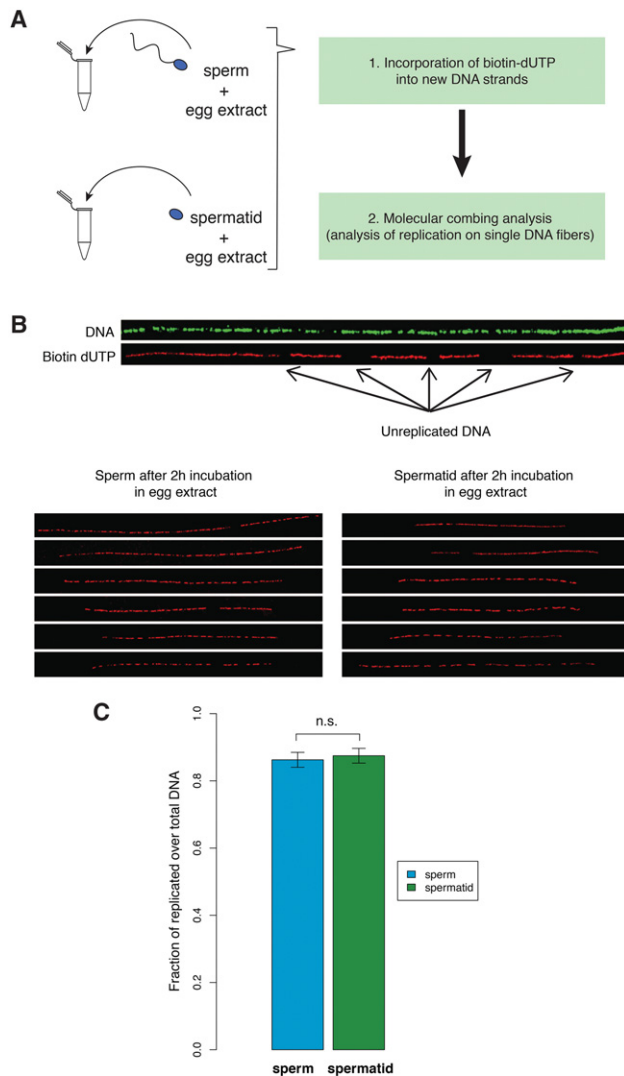 A
sperm
+
egg extract
spermatid
+
egg extract
1. Incorporation of biotin-dUTP
into new DNA strands
2. Molecular combing analysis
(analysis of replication on single DNA fibers)
B
DNA
Biotin dUTP
Unreplicated DNA
Sperm after 2h incubation
in egg extract
Spermatid after 2h incubation
in egg extract
C
Fraction of replicated over total DNA
1.0
0.8
0.6
0.4
0.2
0.0
n.s.
sperm
spermatid
sperm
spermatid